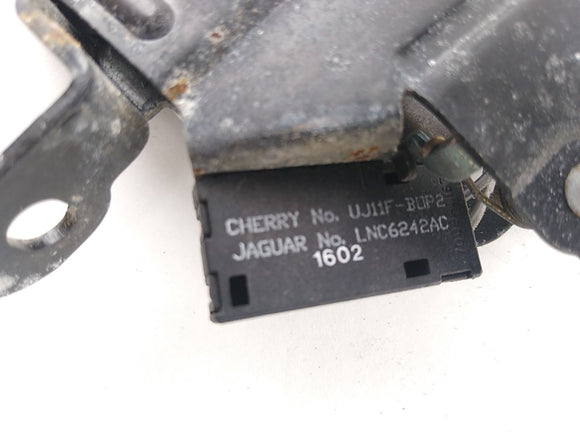 CHERRY No. UJ11F-BUP2
JAGUAR No. LNC6242AC
1602